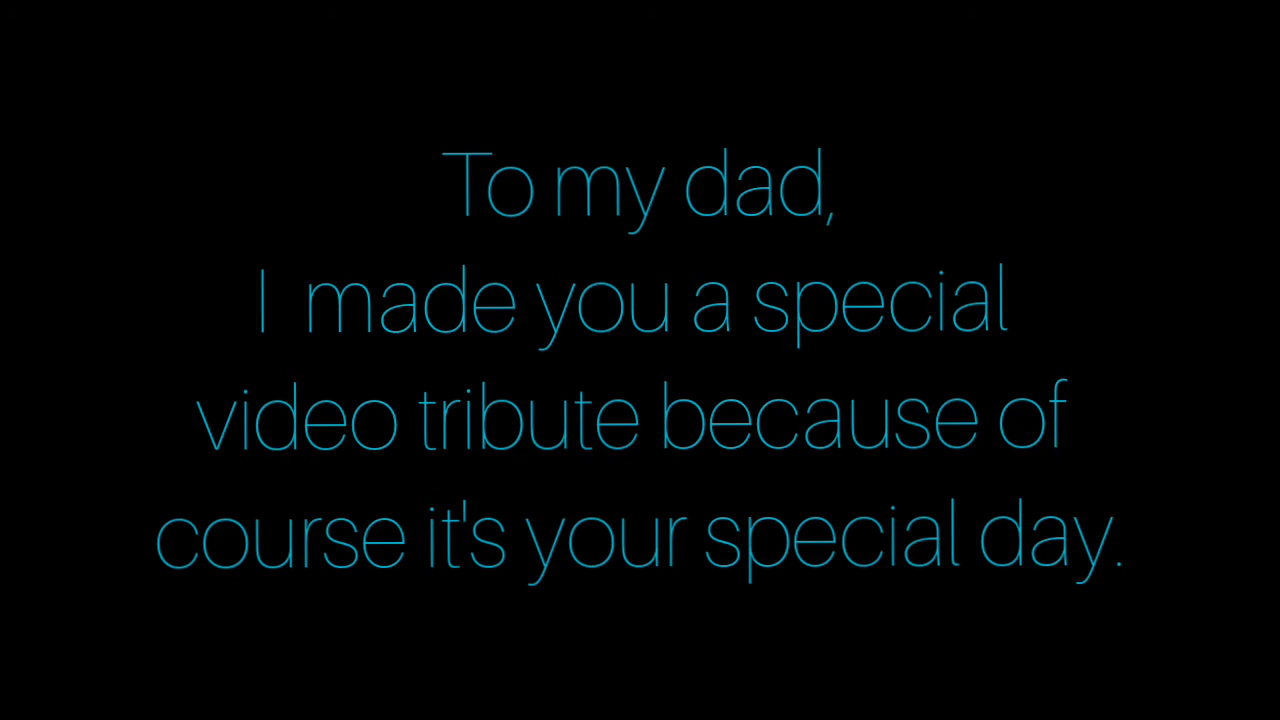 To my dad,
I made you a special
video tribute because of
course it's your special day.